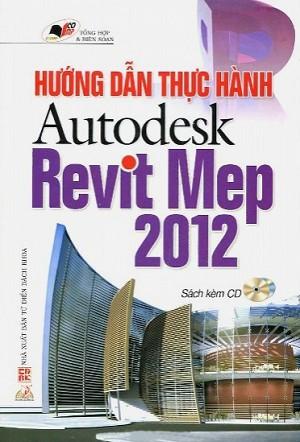 TỔNG HỢP
& BIÊN SOẠN
HƯỚNG DẪN THỰC HÀNH
Autodesk
Revit Mep
2012
Sách kèm CD
NHÀ XUẤT BẢN TỪ ĐIỂN BÁCH KHOA